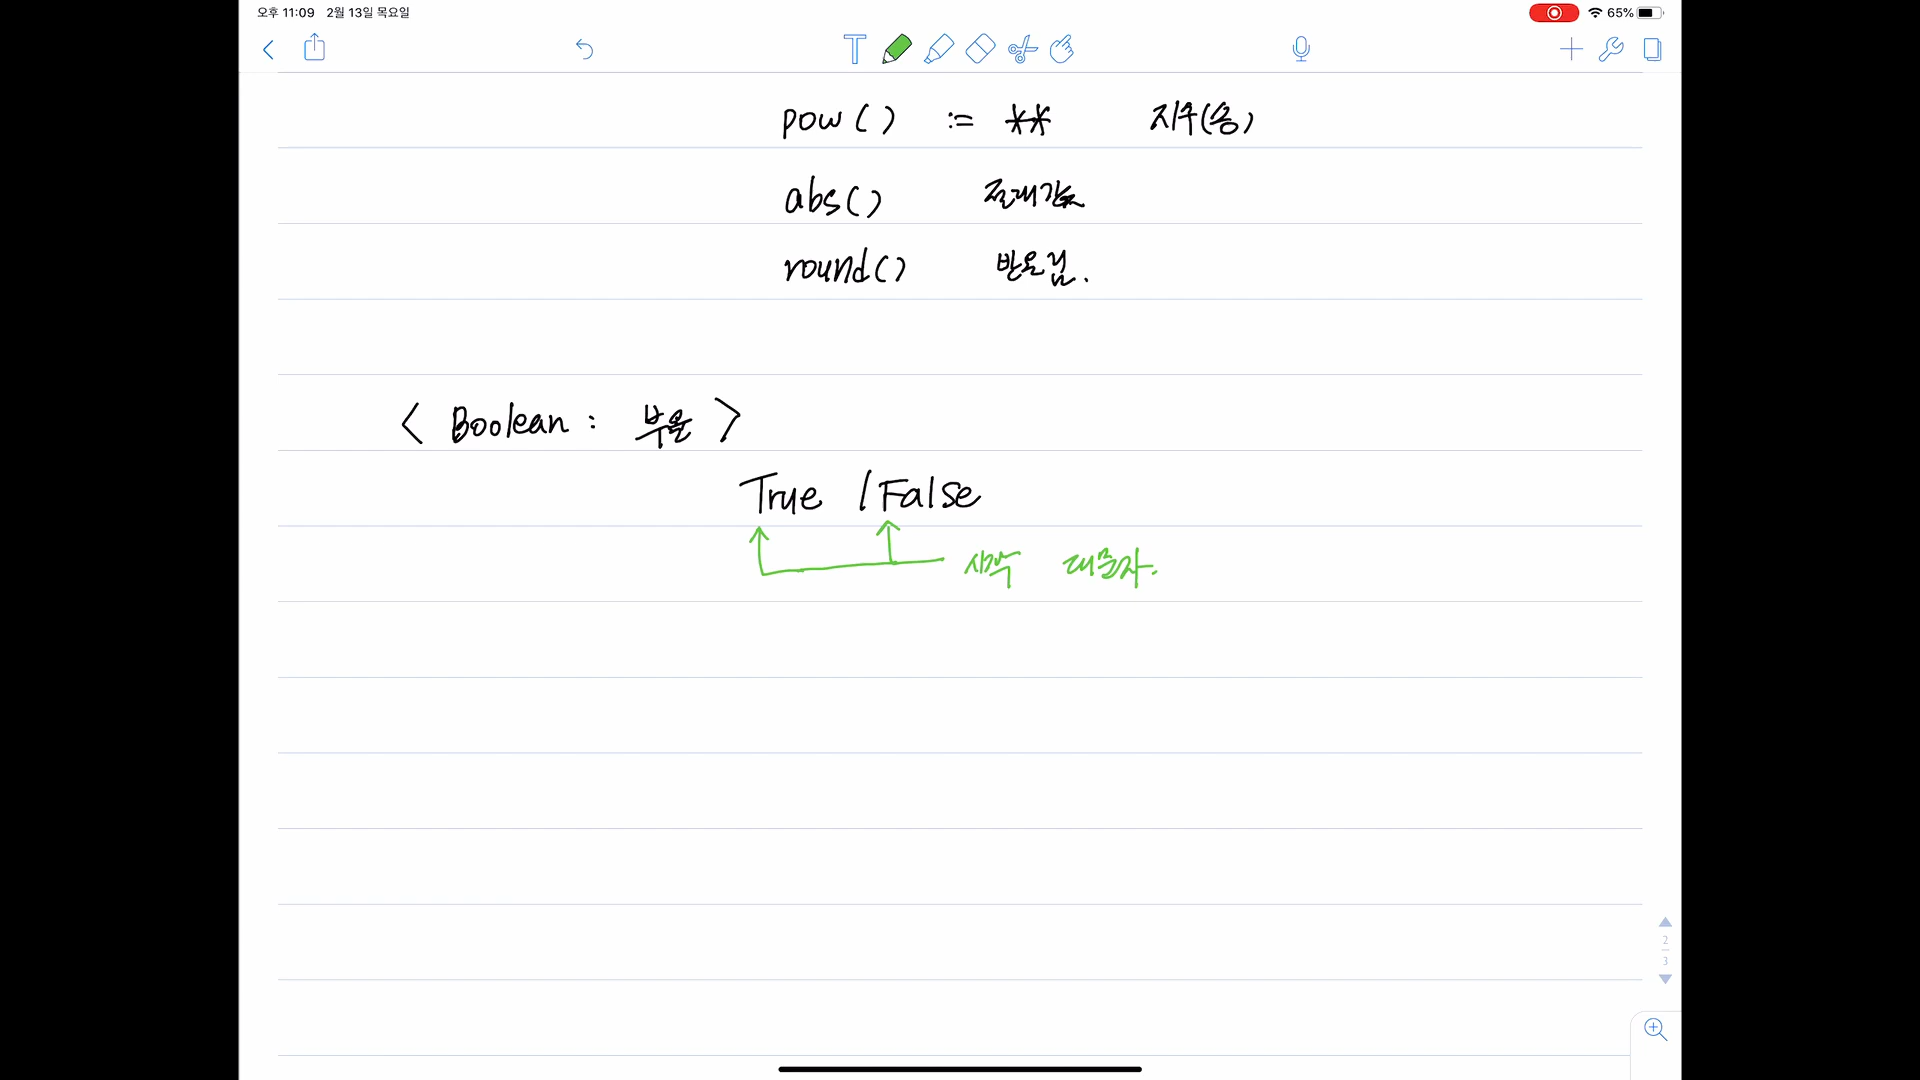 오후 11:09 2월 13일 목요일 65%
pow() := ** 지수(승)
abs() 절대값
round() 반올림.
< Boolean : 부울 >
True / False
시작 대문자.
2
3